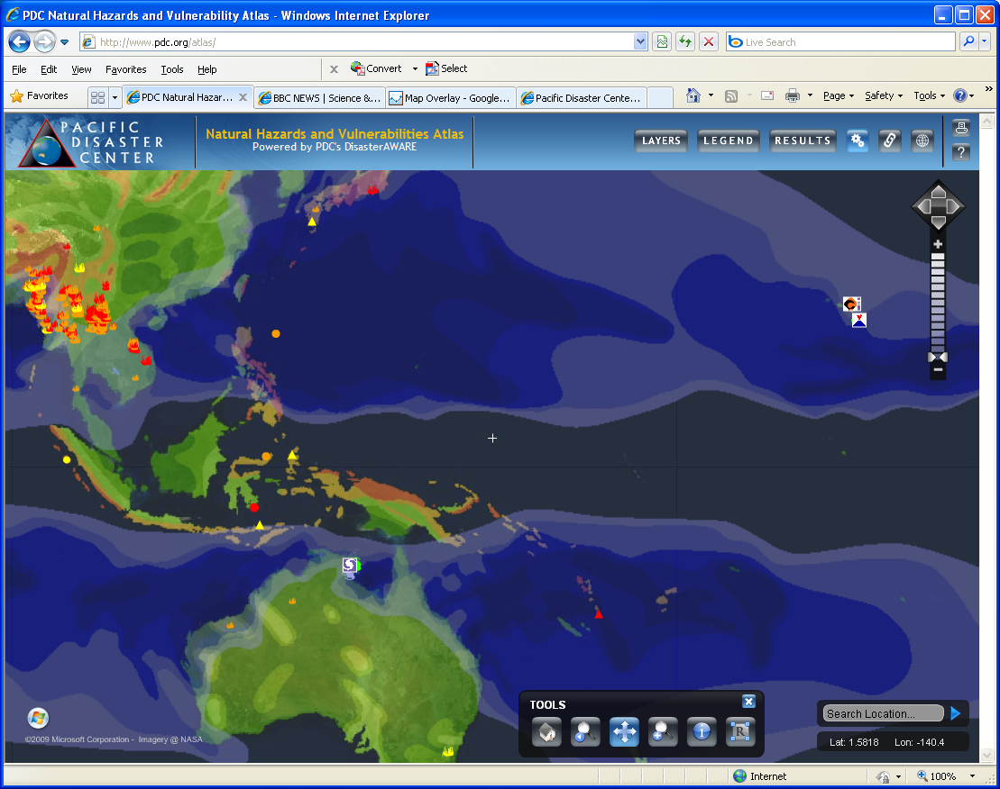 PDC Natural Hazards and Vulnerability Atlas - Windows Internet Explorer
http://www.pdc.org/atlas/
Live Search
File Edit View Favorites Tools Help
Convert Select
Favorites
PDC Natural Hazar...
BBC NEWS | Science &...
Map Overlay - Google...
Pacific Disaster Cente...
Page Safety Tools
PACIFIC
DISASTER
CENTER
Natural Hazards and Vulnerabilities Atlas
Powered by PDC's DisasterAWARE
LAYERS
LEGEND
RESULTS
?
TOOLS
R
Search Location...
Lat: 1.5818 Lon: -140.4
©2009 Microsoft Corporation - Imagery @ NASA
Internet
100%